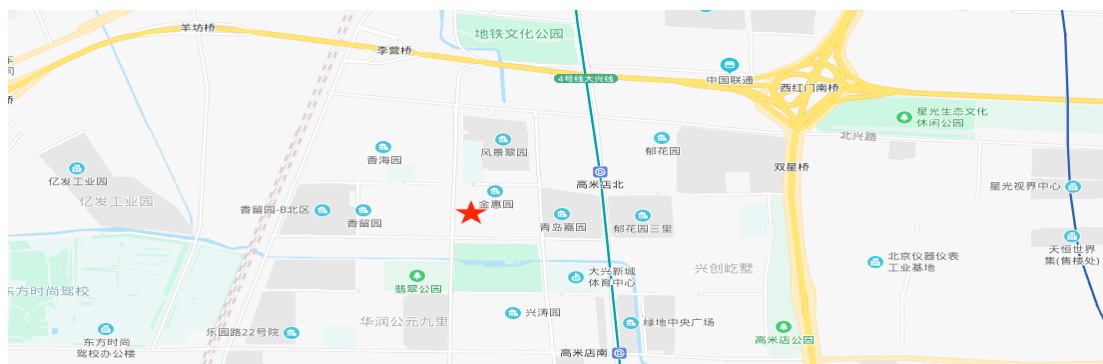 羊坊桥
李营桥
地铁文化公园
4号线大兴线
中国联通
西红门南桥
星光生态文化
休闲公园
北兴路
双星桥
亿发工业园
亿发工业园
香海园
风景翠园
郁花园
高米店北
星光视界中心
香留园-B北区
香留园
金惠园
青岛嘉园
郁花园三里
天恒世界
集(售楼处)
北京仪器仪表
工业基地
东方时尚驾校
翡翠公园
大兴新城
体育中心
兴创屹墅
东方时尚
驾校办公楼
乐园路22号院
华润公元九里
兴涛园
绿地中央广场
高米店公园
高米店南